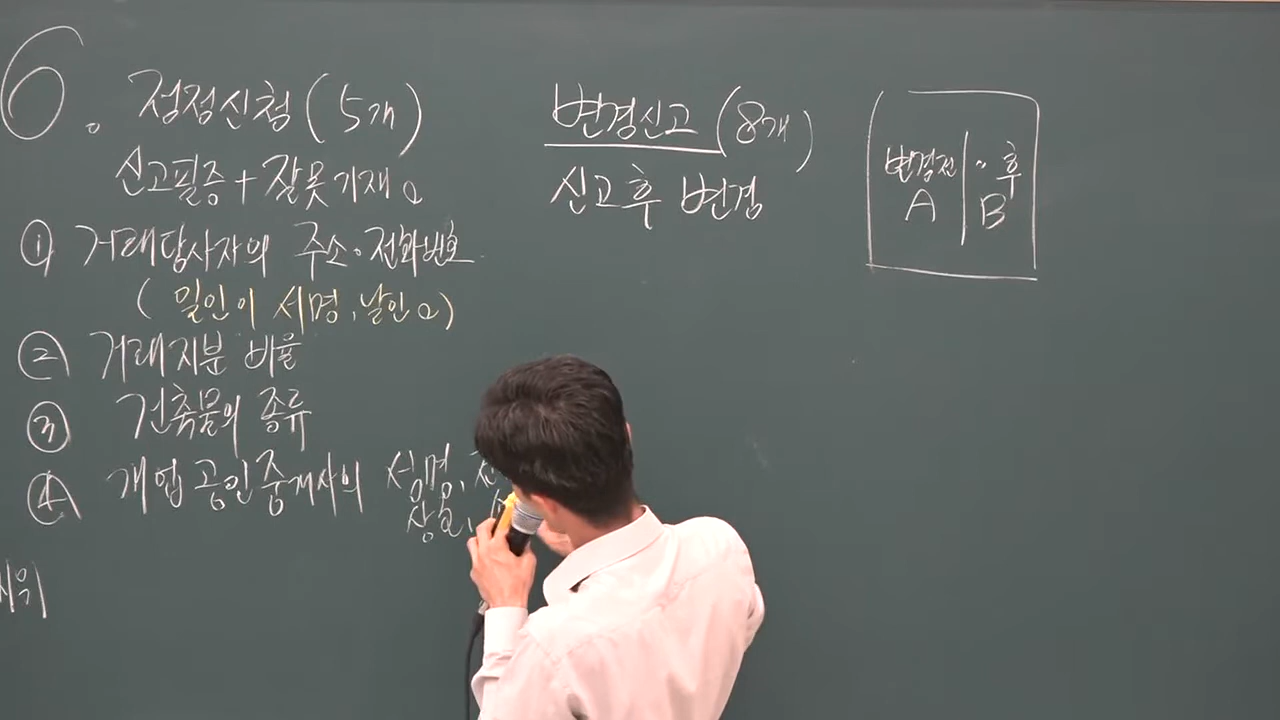 6. 정정신청(5개)
신고필증+잘못기재o
① 거래당사자의 주소·전화번호
(일인이 서명,날인o)
② 거래지분 비율
③ 건축물의 종류
④ 개업공인중개사의 성명, 전
상호,
변경신고(8개)
신고후 변경
변경전 | 〃 후
A | B